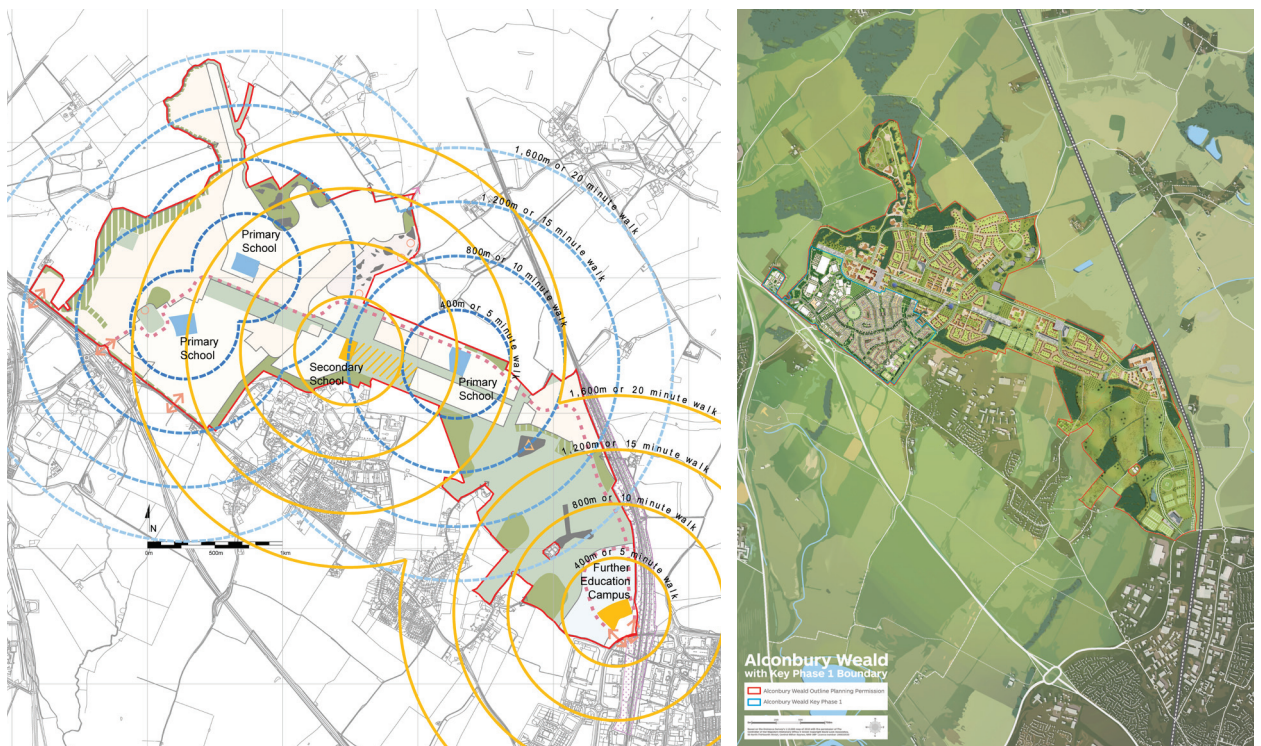 1,600m or 20 minute walk
1,200m or 15 minute walk
800m or 10 minute walk
400m or 5 minute walk
Primary
School
Primary
School
Secondary
School
Primary
School
1,600m or 20 minute walk
1,200m or 15 minute walk
800m or 10 minute walk
400m or 5 minute walk
Further
Education
Campus
N
0m
500m
1km
Alconbury Weald
with Key Phase 1 Boundary
Alconbury Weald Outline Planning Permission
Alconbury Weald Key Phase 1